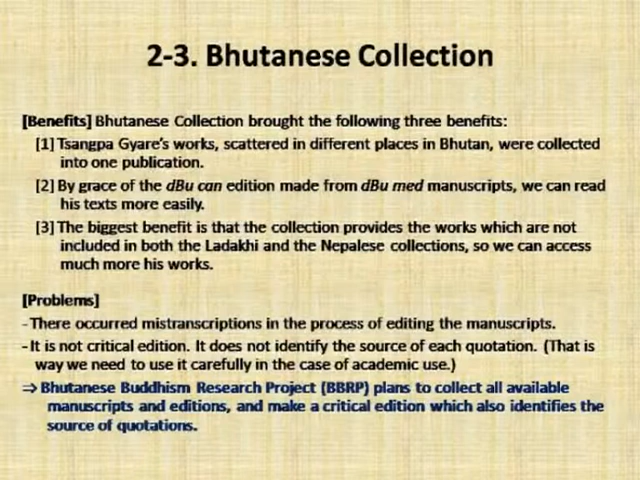 2-3. Bhutanese Collection
[Benefits] Bhutanese Collection brought the following three benefits:
[1] Tsangpa Gyare's works, scattered in different places in Bhutan, were collected
into one publication.
[2] By grace of the dBu can edition made from dBu med manuscripts, we can read
his texts more easily.
[3] The biggest benefit is that the collection provides the works which are not
included in both the Ladakhi and the Nepalese collections, so we can access
much more his works.
[Problems]
- There occurred mistranscriptions in the process of editing the manuscripts.
- It is not critical edition. It does not identify the source of each quotation. (That is
way we need to use it carefully in the case of academic use.)
⇒ Bhutanese Buddhism Research Project (BBRP) plans to collect all available
manuscripts and editions, and make a critical edition which also identifies the
source of quotations.